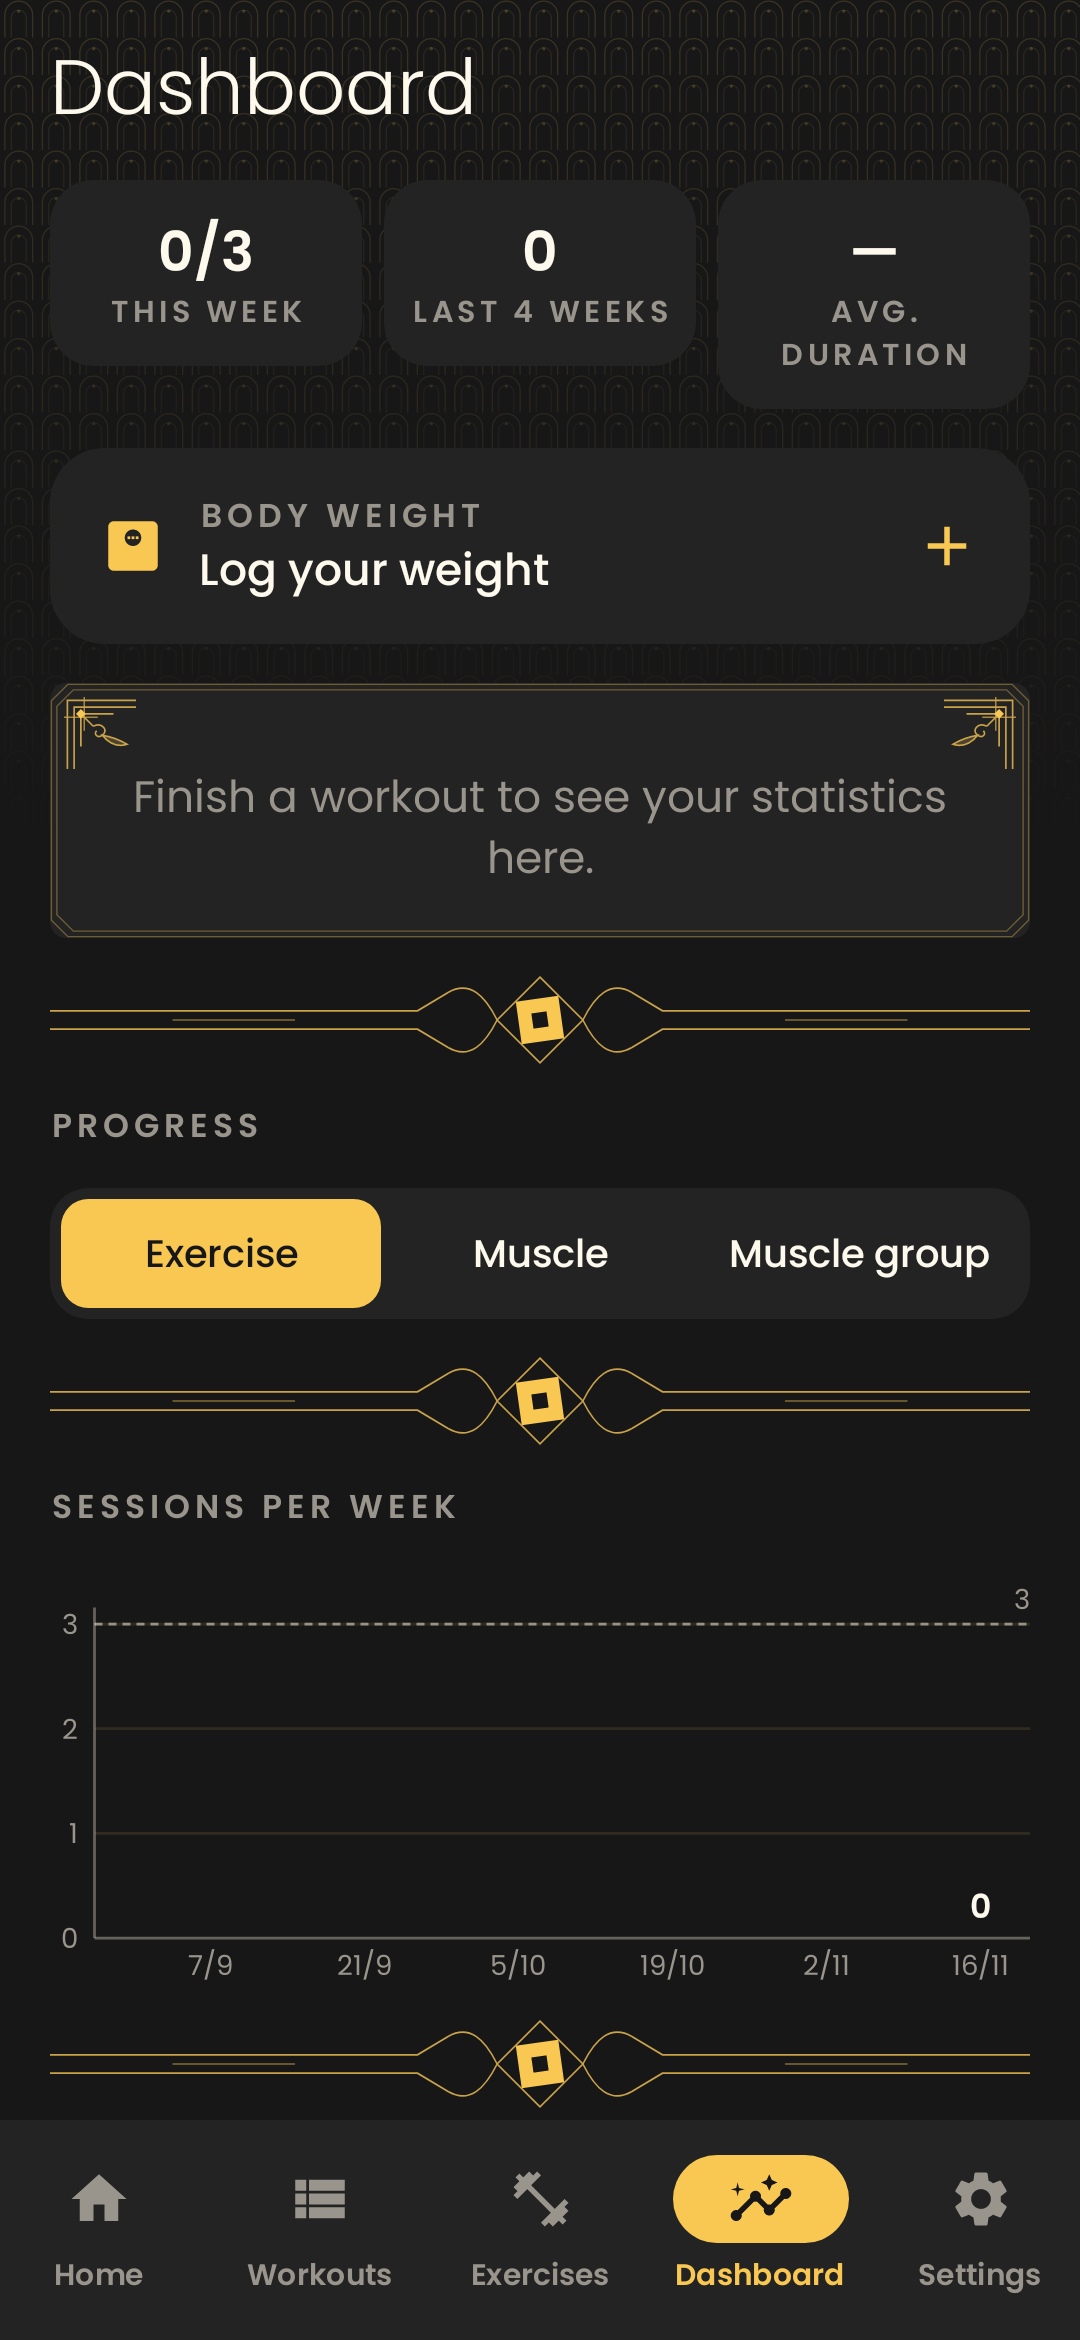 Dashboard
0/3
THIS WEEK
0
LAST 4 WEEKS
–
AVG.
DURATION
BODY WEIGHT
Log your weight
Finish a workout to see your statistics
here.
PROGRESS
Exercise
Muscle
Muscle group
SESSIONS PER WEEK
3
3
2
1
0
0
7/9
21/9
5/10
19/10
2/11
16/11
Home
Workouts
Exercises
Dashboard
Settings